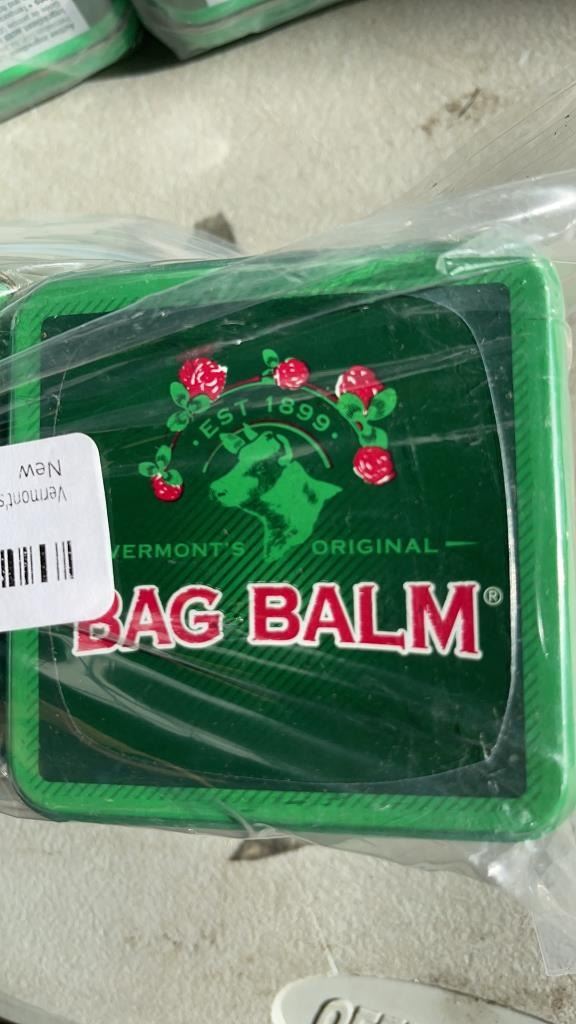 · EST 1899 ·
VERMONT'S ORIGINAL
BAG BALM®
Vermont's
New